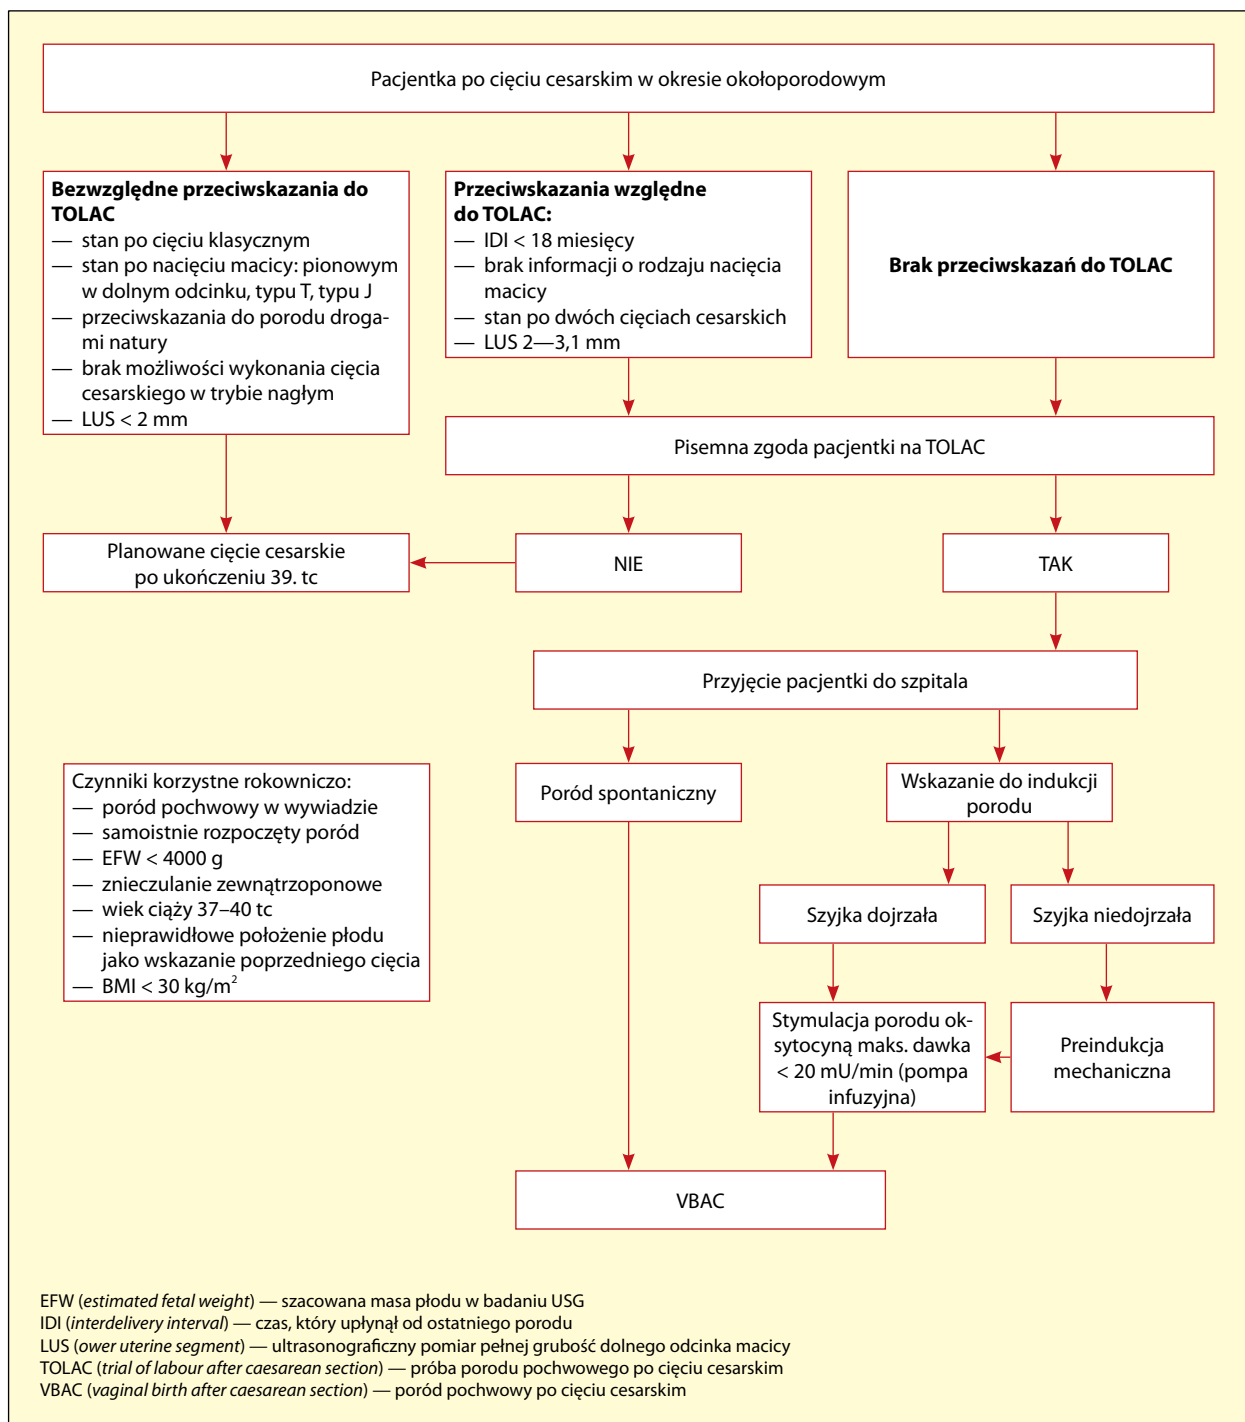 Pacjentka po cięciu cesarskim w okresie okołoporodowym
Bezwzględne przeciwskazania do
TOLAC
— stan po cięciu klasycznym
— stan po nacięciu macicy: pionowym
w dolnym odcinku, typu T, typu J
— przeciwskazania do porodu droga-
mi natury
— brak możliwości wykonania cięcia
cesarskiego w trybie nagłym
— LUS < 2 mm
Przeciwskazania względne
do TOLAC:
— IDI < 18 miesięcy
— brak informacji o rodzaju nacięcia
macicy
— stan po dwóch cięciach cesarskich
— LUS 2—3,1 mm
Brak przeciwskazań do TOLAC
Pisemna zgoda pacjentki na TOLAC
Planowane cięcie cesarskie
po ukończeniu 39. tc
NIE
TAK
Przyjęcie pacjentki do szpitala
Czynniki korzystne rokowniczo:
— poród pochwowy w wywiadzie
— samoistnie rozpoczęty poród
— EFW < 4000 g
— znieczulanie zewnątrzoponowe
— wiek ciąży 37–40 tc
— nieprawidłowe położenie płodu
jako wskazanie poprzedniego cięcia
— BMI < 30 kg/m²
Poród spontaniczny
Wskazanie do indukcji
porodu
Szyjka dojrzała
Szyjka niedojrzała
Stymulacja porodu ok-
sytocyną maks. dawka
< 20 mU/min (pompa
infuzyjna)
Preindukcja
mechaniczna
VBAC
EFW (estimated fetal weight) — szacowana masa płodu w badaniu USG
IDI (interdelivery interval) — czas, który upłynął od ostatniego porodu
LUS (ower uterine segment) — ultrasonograficzny pomiar pełnej grubość dolnego odcinka macicy
TOLAC (trial of labour after caesarean section) — próba porodu pochwowego po cięciu cesarskim
VBAC (vaginal birth after caesarean section) — poród pochwowy po cięciu cesarskim